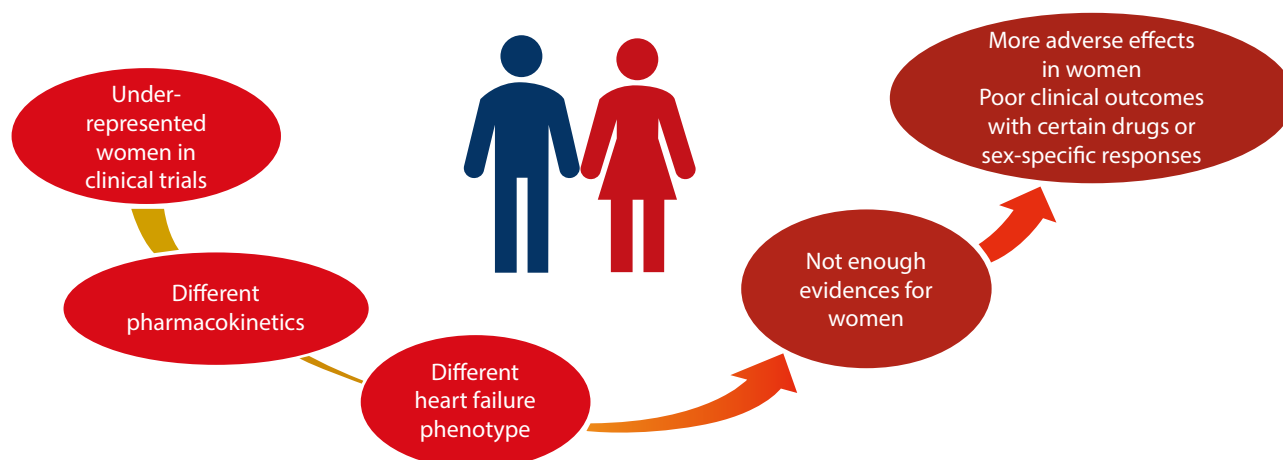 Under-
represented
women in
clinical trials
Different
pharmacokinetics
Different
heart failure
phenotype
Not enough
evidences for
women
More adverse effects
in women
Poor clinical outcomes
with certain drugs or
sex-specific responses